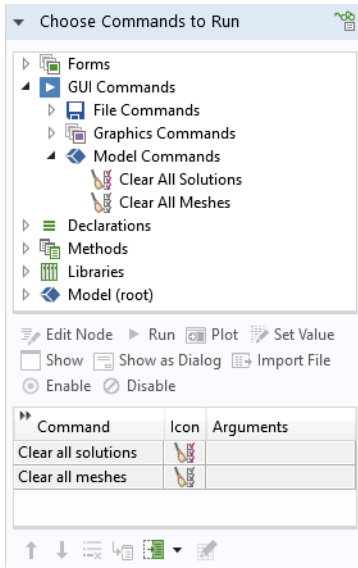 Choose Commands to Run
Forms
GUI Commands
File Commands
Graphics Commands
Model Commands
Clear All Solutions
Clear All Meshes
Declarations
Methods
Libraries
Model (root)
Edit Node Run Plot Set Value
Show Show as Dialog Import File
Enable Disable
Command Icon Arguments
Clear all solutions
Clear all meshes